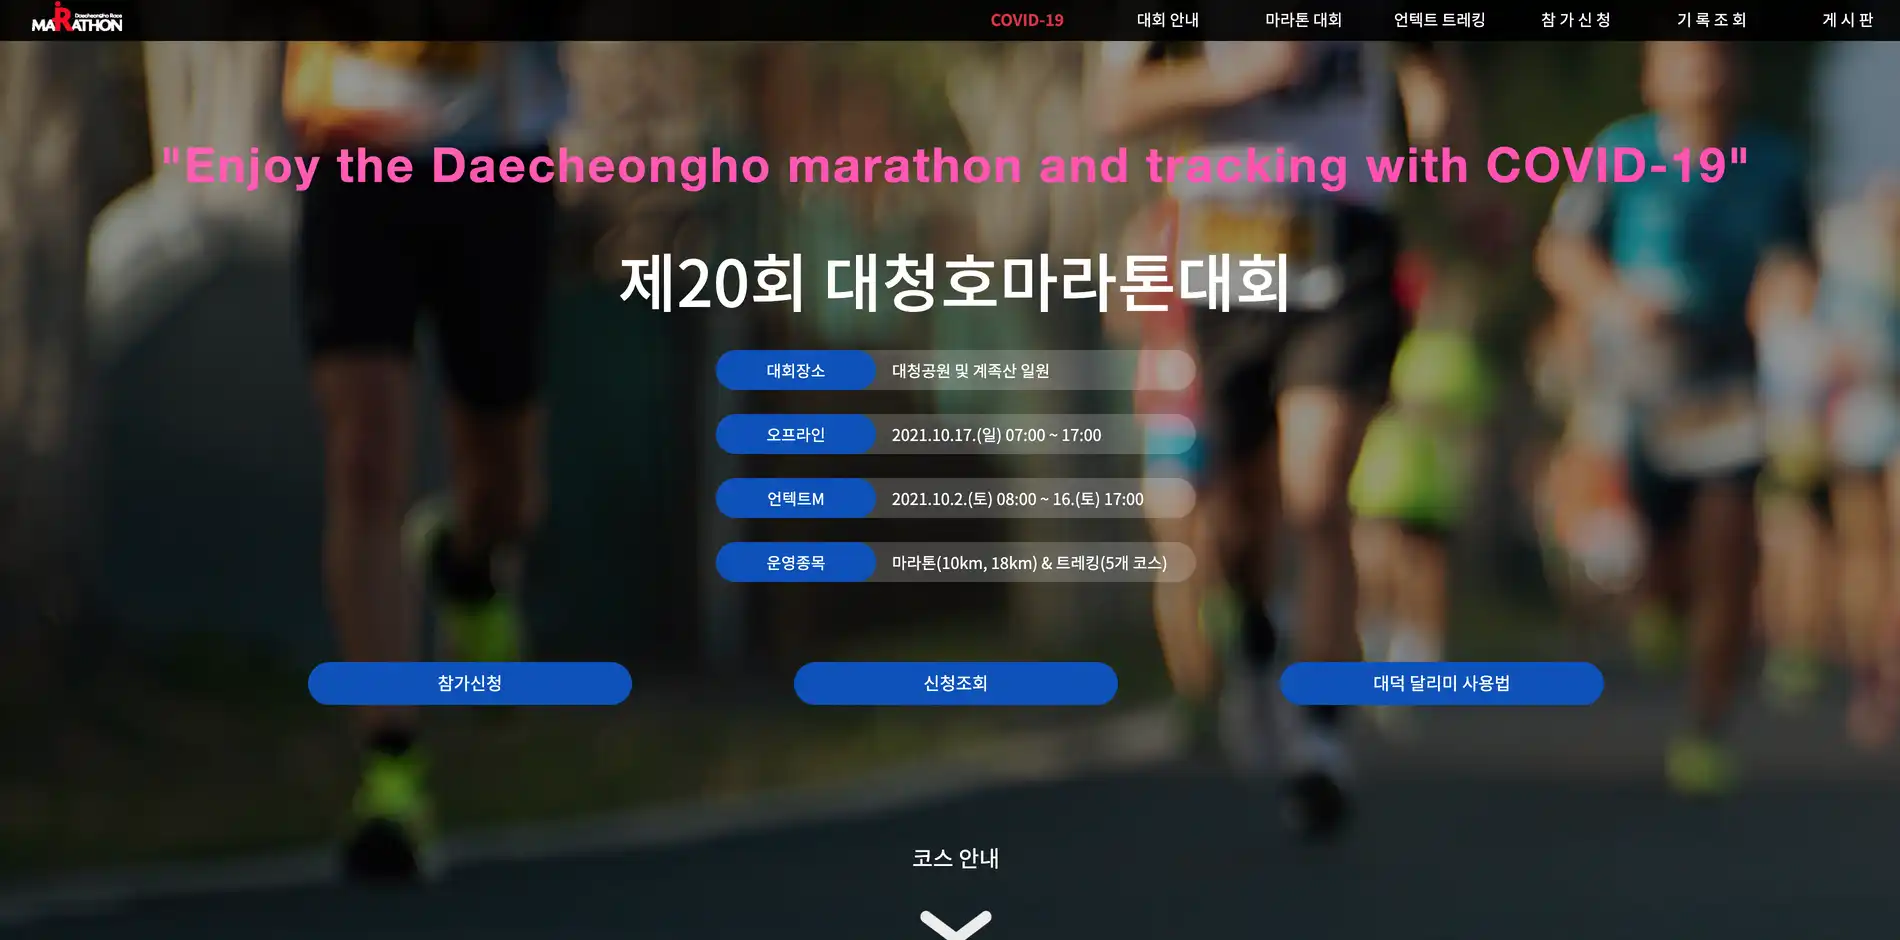 Daecheongho Race
MARATHON
COVID-19
대회 안내
마라톤 대회
언텍트 트레킹
참 가 신 청
기 록 조 회
게 시 판
"Enjoy the Daecheongho marathon and tracking with COVID-19"
제20회 대청호마라톤대회
대회장소 대청공원 및 계족산 일원
오프라인 2021.10.17.(일) 07:00 ~ 17:00
언텍트M 2021.10.2.(토) 08:00 ~ 16.(토) 17:00
운영종목 마라톤(10km, 18km) & 트레킹(5개 코스)
참가신청
신청조회
대덕 달리미 사용법
코스 안내